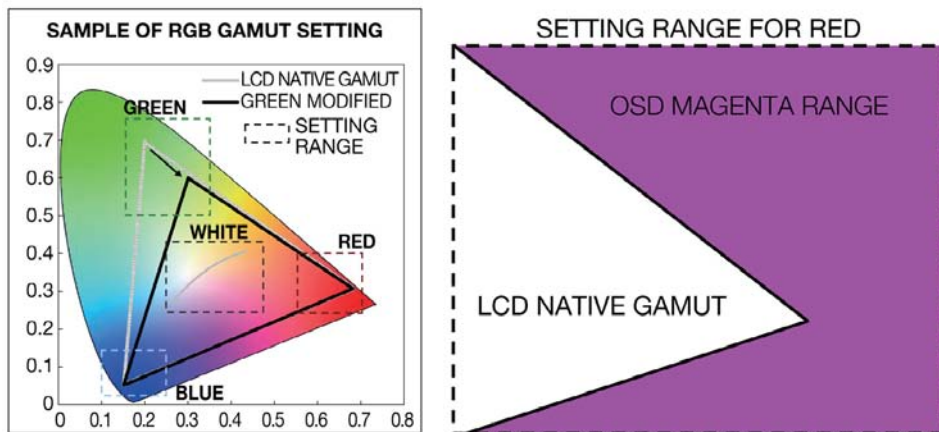 SAMPLE OF RGB GAMUT SETTING
0.9
0.8
0.7
0.6
0.5
0.4
0.3
0.2
0.1
0
0 0.1 0.2 0.3 0.4 0.5 0.6 0.7 0.8
LCD NATIVE GAMUT
GREEN MODIFIED
SETTING
RANGE
GREEN
WHITE
RED
BLUE
SETTING RANGE FOR RED
OSD MAGENTA RANGE
LCD NATIVE GAMUT